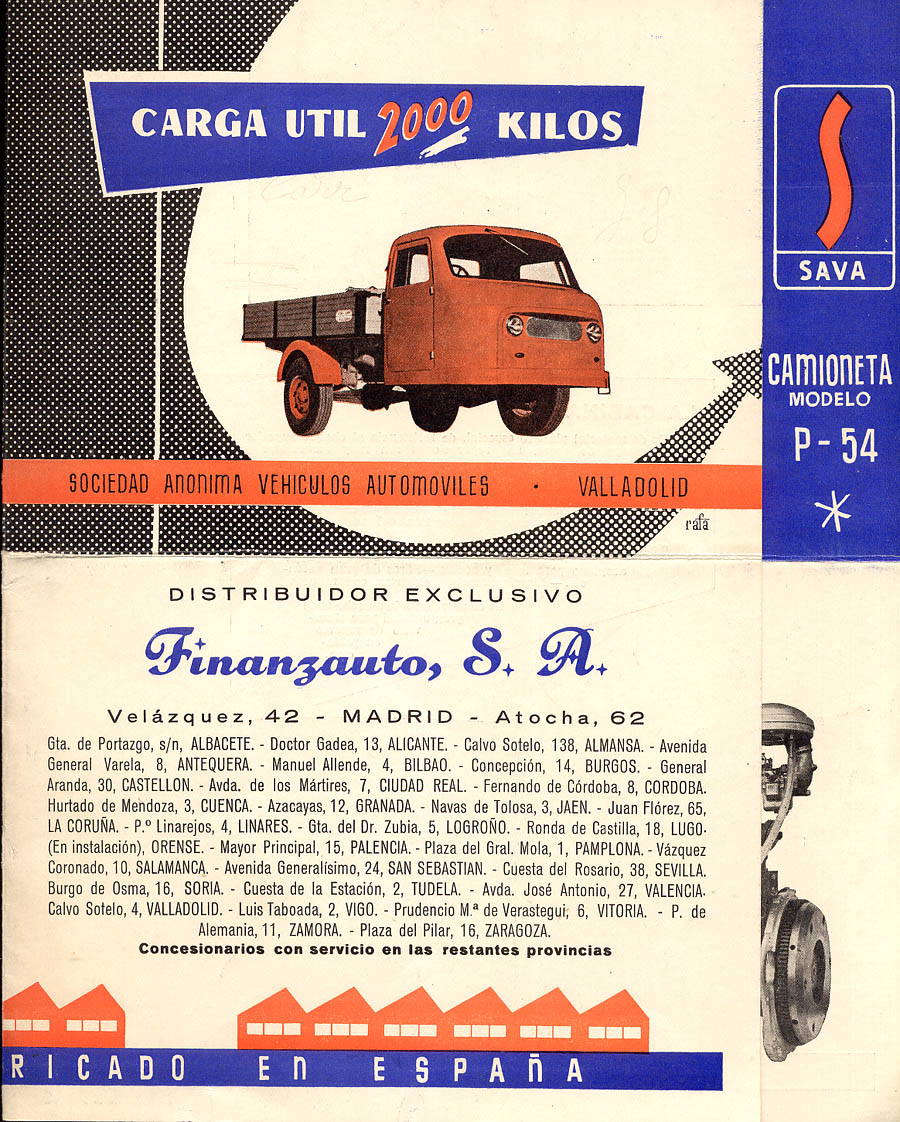 CARGA UTIL 2000 KILOS
SAVA
CAMIONETA
MODELO
P-54
SOCIEDAD ANONIMA VEHICULOS AUTOMOVILES · VALLADOLID
rafa
DISTRIBUIDOR EXCLUSIVO
Finanzauto, S. A.
Velázquez, 42 - MADRID - Atocha, 62
Gta. de Portazgo, s/n, ALBACETE. - Doctor Gadea, 13, ALICANTE. - Calvo Sotelo, 138, ALMANSA. - Avenida
General Varela, 8, ANTEQUERA. - Manuel Allende, 4, BILBAO. - Concepción, 14, BURGOS. - General
Aranda, 30, CASTELLON. - Avda. de los Mártires, 7, CIUDAD REAL. - Fernando de Córdoba, 8, CORDOBA.
Hurtado de Mendoza, 3, CUENCA. - Azacayas, 12, GRANADA. - Navas de Tolosa, 3, JAEN. - Juan Flórez, 65,
LA CORUÑA. - P.º Linarejos, 4, LINARES. - Gta. del Dr. Zubia, 5, LOGROÑO. - Ronda de Castilla, 18, LUGO.
(En instalación), ORENSE. - Mayor Principal, 15, PALENCIA. - Plaza del Gral. Mola, 1, PAMPLONA. - Vázquez
Coronado, 10, SALAMANCA. - Avenida Generalísimo, 24, SAN SEBASTIAN. - Cuesta del Rosario, 38, SEVILLA.
Burgo de Osma, 16, SORIA. - Cuesta de la Estación, 2, TUDELA. - Avda. José Antonio, 27, VALENCIA.
Calvo Sotelo, 4, VALLADOLID. - Luis Taboada, 2, VIGO. - Prudencio M.ª de Verastegui, 6, VITORIA. - P. de
Alemania, 11, ZAMORA. - Plaza del Pilar, 16, ZARAGOZA.
Concesionarios con servicio en las restantes provincias
RICADO EN ESPAÑA